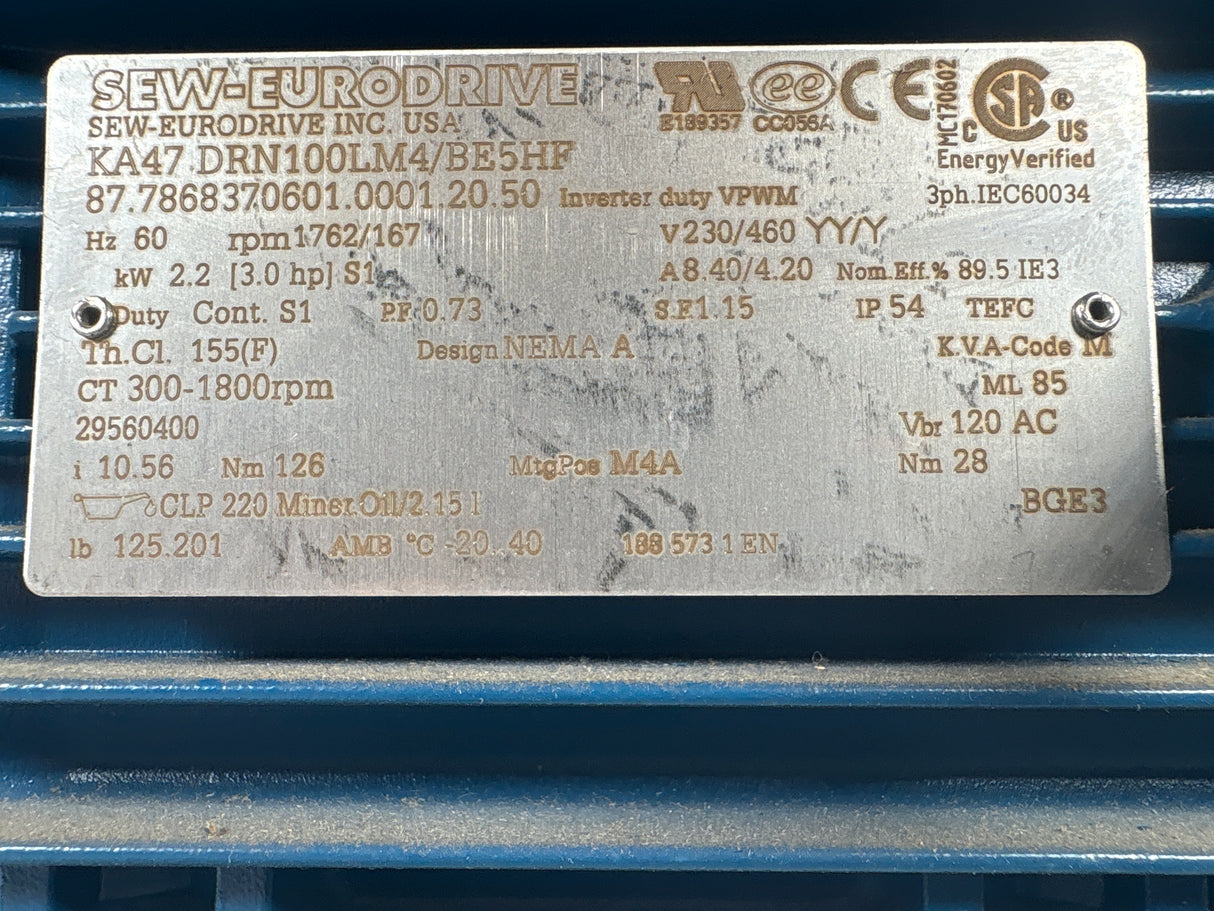 SEW-EURODRIVE
SEW-EURODRIVE INC. USA
E189357 CC056A
MC170602
CSA ® C US
EnergyVerified
KA47 DRN100LM4/BE5HF
87.7868370601.0001.20.50 Inverter duty VPWM 3ph.IEC60034
Hz 60 rpm 1762/167 V 230/460 YY/Y
kW 2.2 [3.0 hp] S1 A 8.40/4.20 Nom.Eff.% 89.5 IE3
Duty Cont. S1 PF 0.73 S.F 1.15 IP 54 TEFC
Th.Cl. 155(F) Design NEMA A K.V.A-Code M
CT 300-1800rpm ML 85
29560400 Vbr 120 AC
i 10.56 Nm 126 MtgPos M4A Nm 28
CLP 220 Miner.Oil/2.15 l BGE3
lb 125.201 AMB °C -20..40 188 573 1 EN